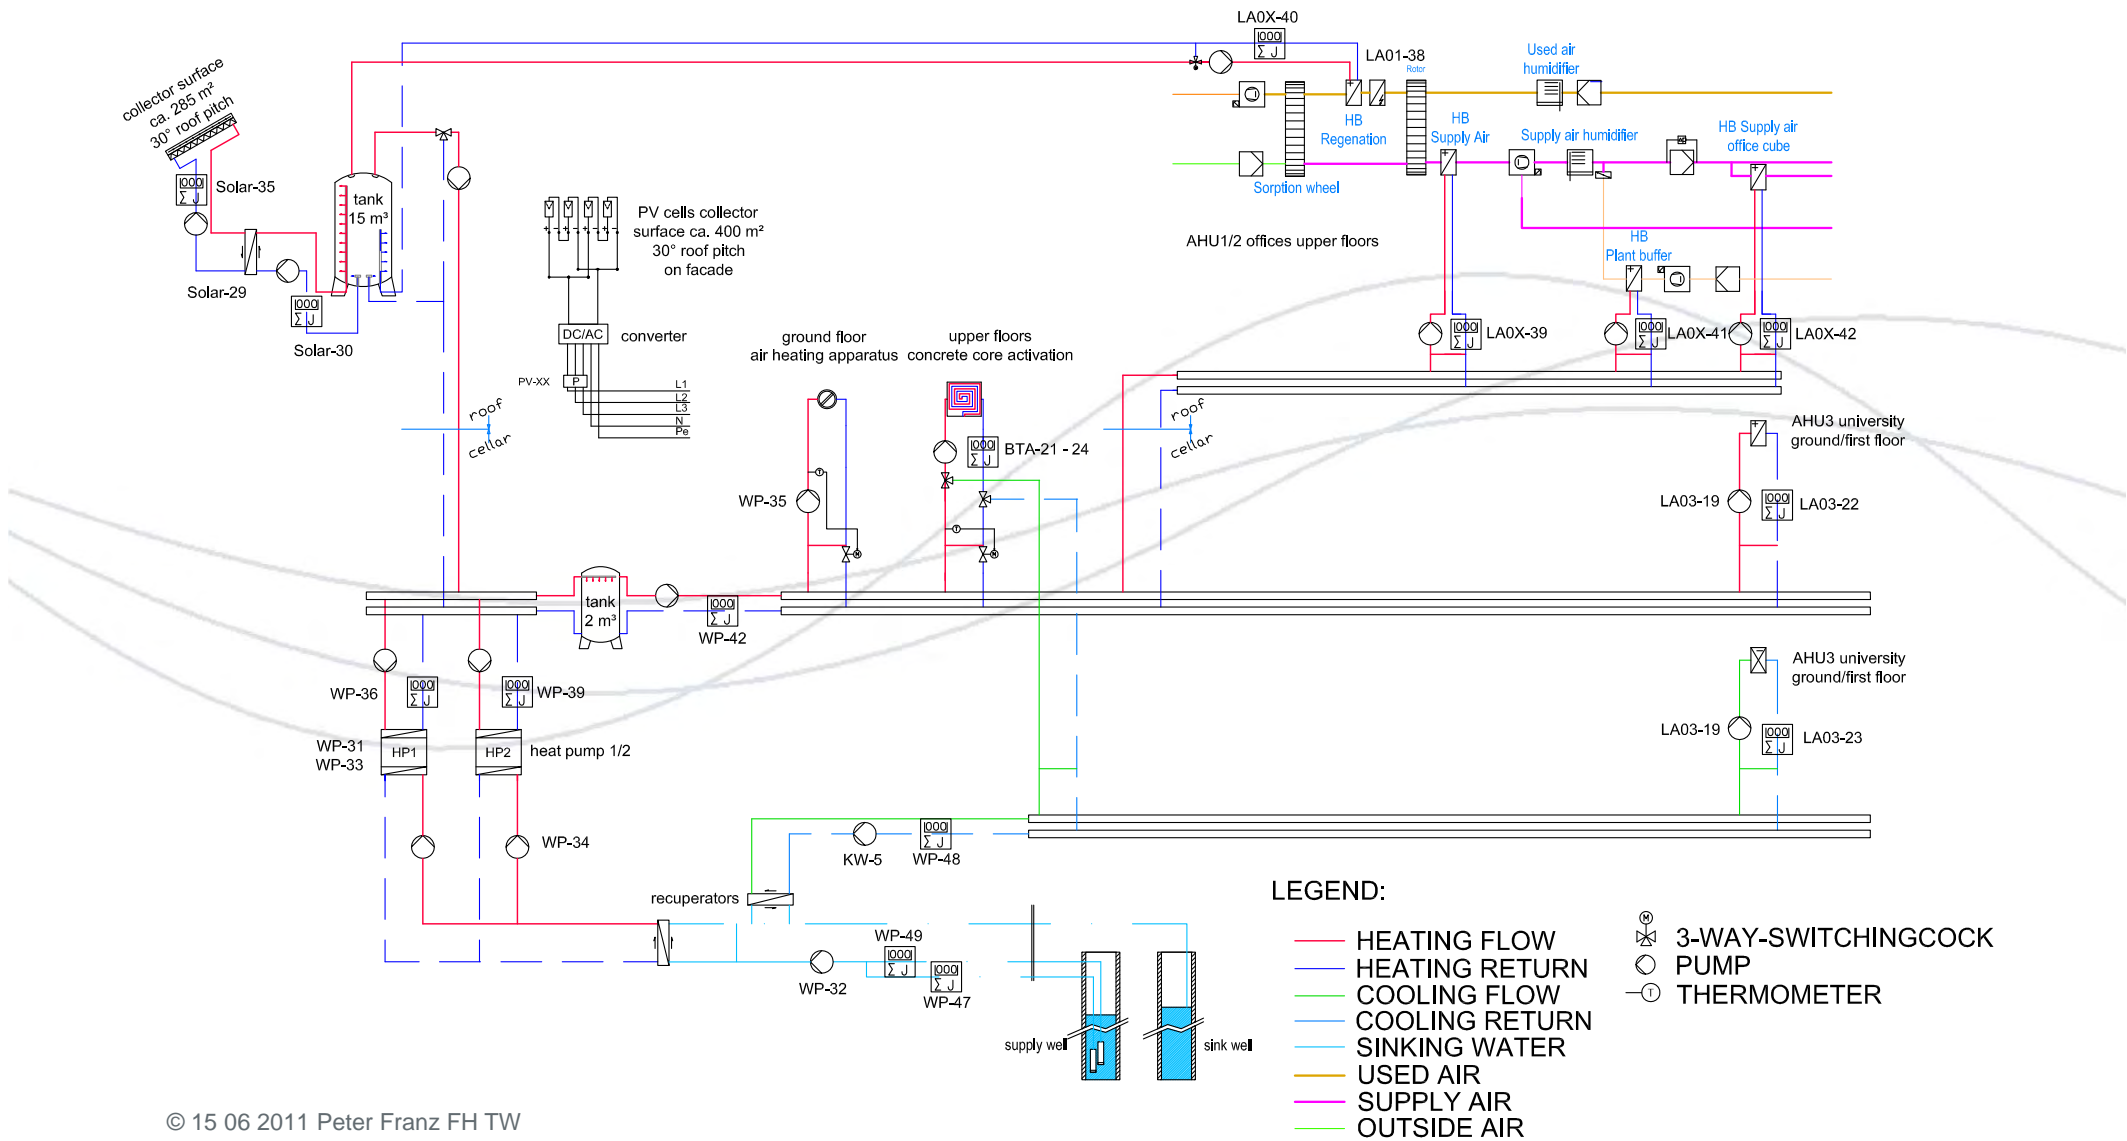 LA0X-40
collector surface
ca. 285 m²
30° roof pitch
LA01-38
Rotor
Used air
humidifier
HB
Regenation
HB
Supply Air
Supply air humidifier
HB Supply air
office cube
Sorption wheel
Solar-35
tank
15 m³
PV cells collector
surface ca. 400 m²
30° roof pitch
on facade
AHU1/2 offices upper floors
HB
Plant buffer
Solar-29
Solar-30
DC/AC
converter
ground floor
air heating apparatus
upper floors
concrete core activation
LA0X-39
LA0X-41
LA0X-42
PV-XX
P
L1
L2
L3
N
Pe
roof
cellar
roof
cellar
AHU3 university
ground/first floor
BTA-21 - 24
WP-35
LA03-19
LA03-22
tank
2 m³
WP-42
AHU3 university
ground/first floor
WP-36
WP-39
WP-31
WP-33
HP1
HP2
heat pump 1/2
LA03-19
LA03-23
WP-34
KW-5
WP-48
recuperators
WP-49
WP-32
WP-47
supply well
sink well
LEGEND:
HEATING FLOW
HEATING RETURN
COOLING FLOW
COOLING RETURN
SINKING WATER
USED AIR
SUPPLY AIR
OUTSIDE AIR
M
3-WAY-SWITCHINGCOCK
PUMP
T
THERMOMETER
© 15 06 2011 Peter Franz FH TW